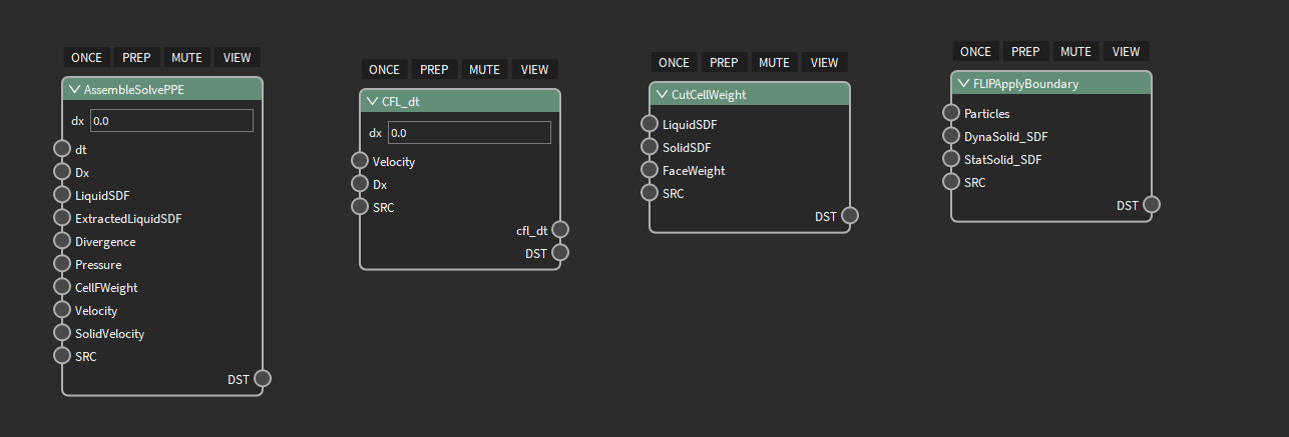 ONCE PREP MUTE VIEW
AssembleSolvePPE
dx 0.0
dt
Dx
LiquidSDF
ExtractedLiquidSDF
Divergence
Pressure
CellFWeight
Velocity
SolidVelocity
SRC
DST
ONCE PREP MUTE VIEW
CFL_dt
dx 0.0
Velocity
Dx
SRC
cfl_dt
DST
ONCE PREP MUTE VIEW
CutCellWeight
LiquidSDF
SolidSDF
FaceWeight
SRC
DST
ONCE PREP MUTE VIEW
FLIPApplyBoundary
Particles
DynaSolid_SDF
StatSolid_SDF
SRC
DST